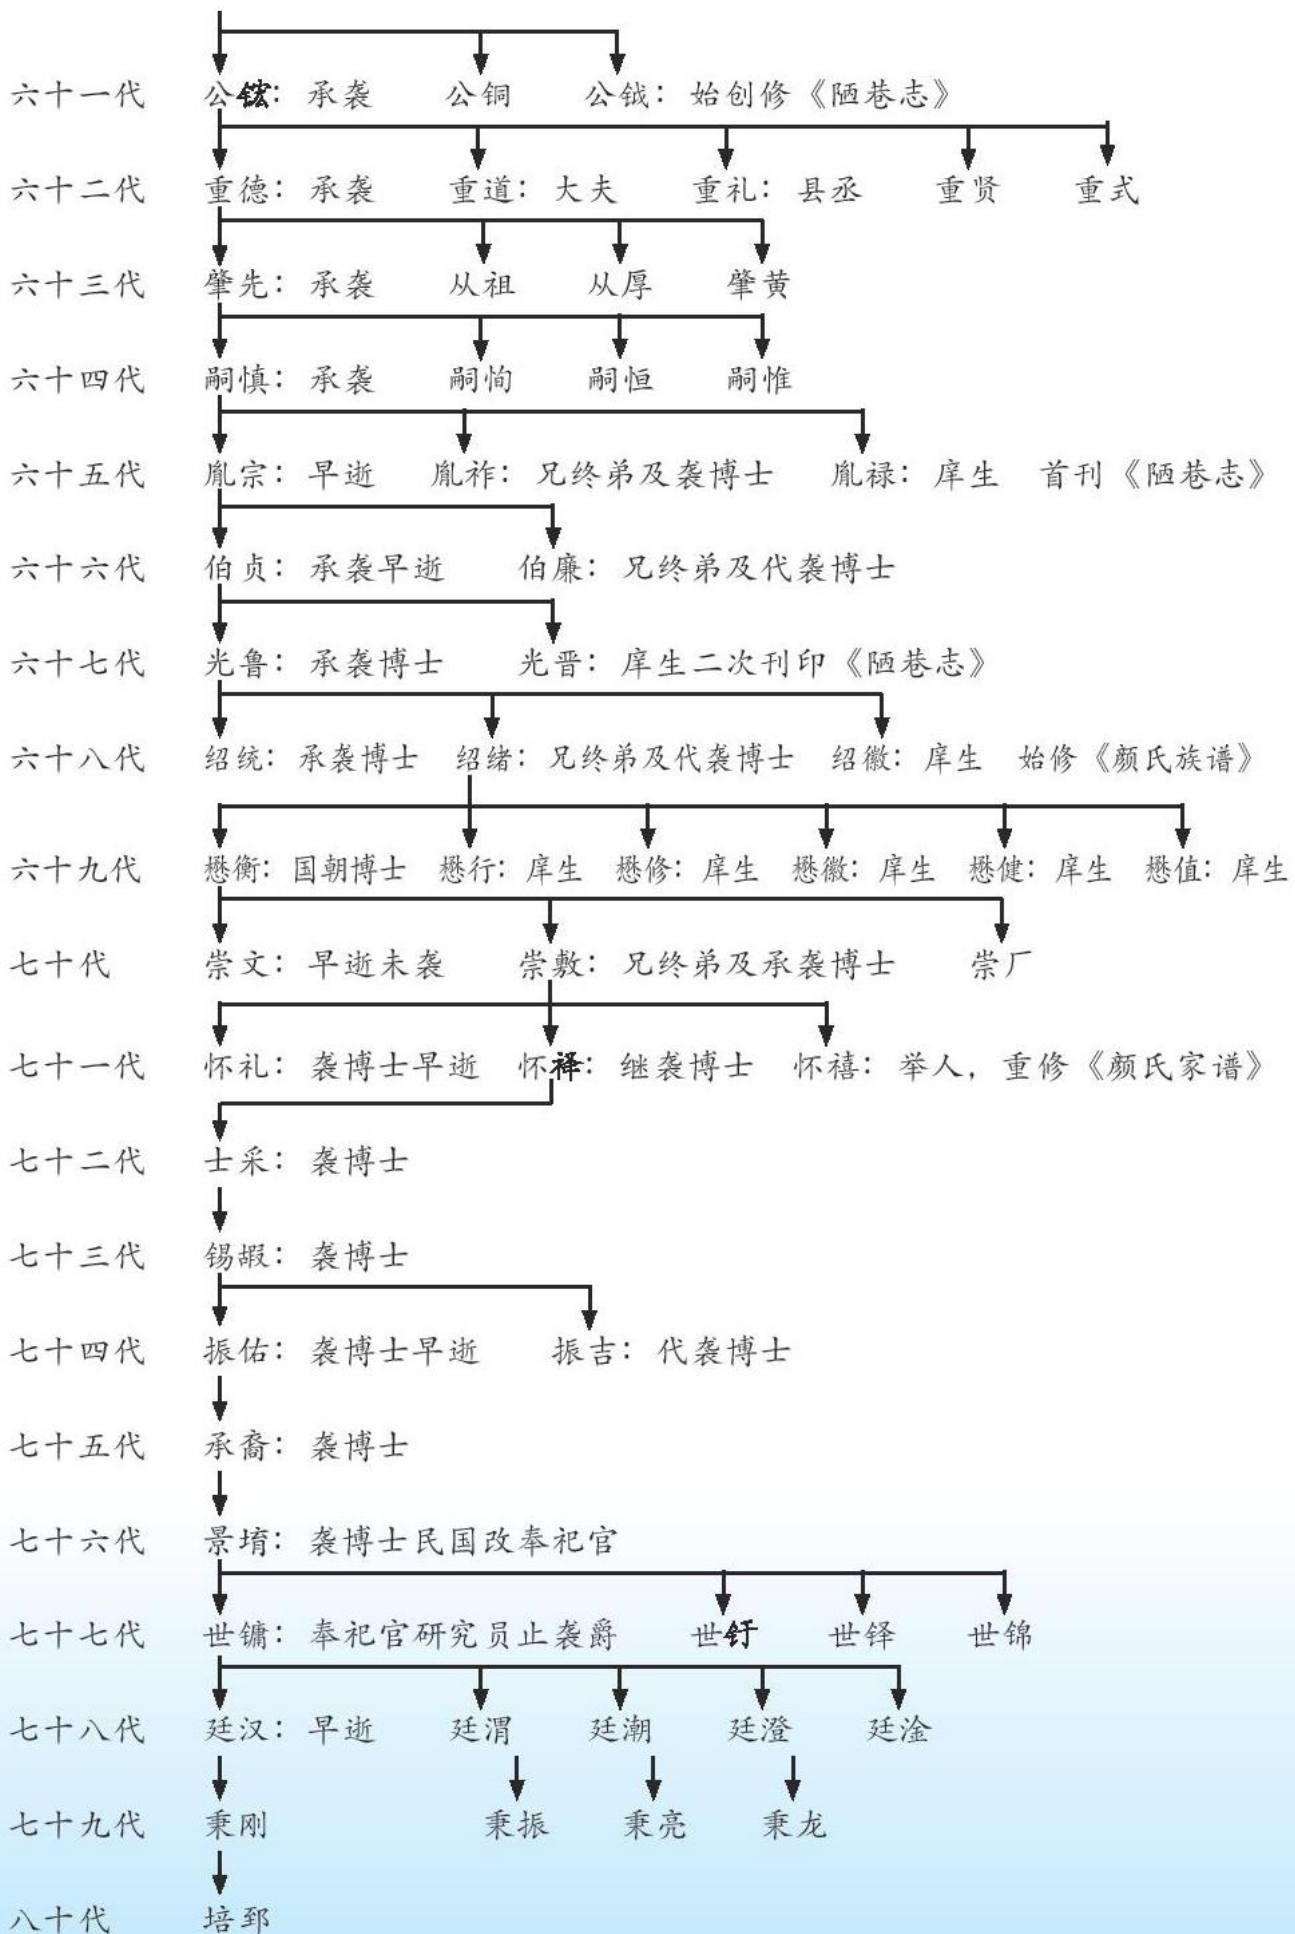 六十一代 公鋐：承袭 公铜 公钺：始创修《陋巷志》
六十二代 重德：承袭 重道：大夫 重礼：县丞 重贤 重式
六十三代 肇先：承袭 从祖 从厚 肇黄
六十四代 嗣慎：承袭 嗣恂 嗣恒 嗣惟
六十五代 胤宗：早逝 胤祚：兄终弟及袭博士 胤禄：庠生 首刊《陋巷志》
六十六代 伯贞：承袭早逝 伯廉：兄终弟及代袭博士
六十七代 光鲁：承袭博士 光晋：庠生二次刊印《陋巷志》
六十八代 绍统：承袭博士 绍绪：兄终弟及代袭博士 绍徽：庠生 始修《颜氏族谱》
六十九代 懋衡：国朝博士 懋行：庠生 懋修：庠生 懋徽：庠生 懋健：庠生 懋值：庠生
七十代 崇文：早逝未袭 崇敷：兄终弟及承袭博士 崇厂
七十一代 怀礼：袭博士早逝 怀䄉：继袭博士 怀禧：举人，重修《颜氏家谱》
七十二代 士采：袭博士
七十三代 锡嘏：袭博士
七十四代 振佑：袭博士早逝 振吉：代袭博士
七十五代 承裔：袭博士
七十六代 景堉：袭博士民国改奉祀官
七十七代 世镛：奉祀官研究员止袭爵 世釪 世铎 世锦
七十八代 廷汉：早逝 廷渭 廷潮 廷澄 廷淦
七十九代 秉刚 秉振 秉亮 秉龙
八十代 培郅